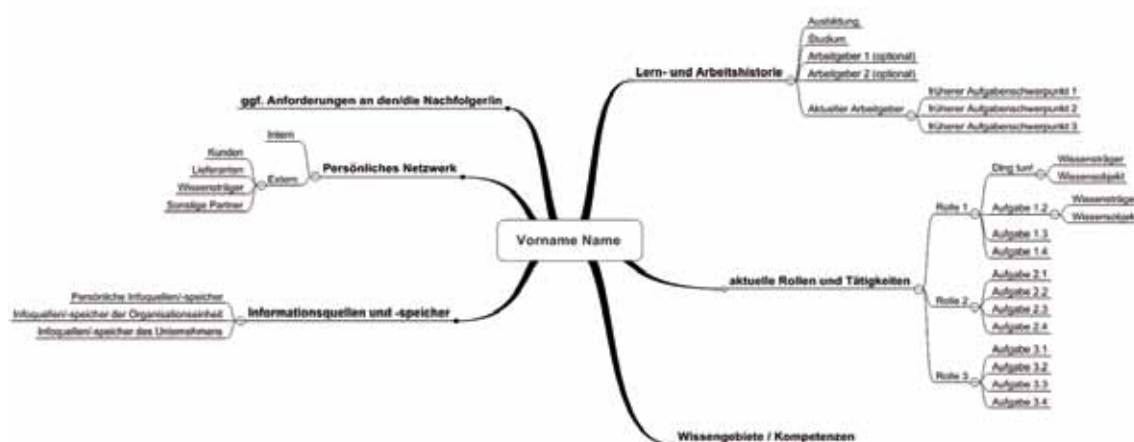 Vorname Name
Lern- und Arbeitshistorie
Ausbildung
Studium
Arbeitgeber 1 (optional)
Arbeitgeber 2 (optional)
Aktueller Arbeitgeber
früherer Aufgabenschwerpunkt 1
früherer Aufgabenschwerpunkt 2
früherer Aufgabenschwerpunkt 3
aktuelle Rollen und Tätigkeiten
Rolle 1
Ding tun!
Wissensträger
Wissensobjekt
Aufgabe 1.2
Wissensträge
Wissensobjek
Aufgabe 1.3
Aufgabe 1.4
Rolle 2
Aufgabe 2.1
Aufgabe 2.2
Aufgabe 2.3
Aufgabe 2.4
Rolle 3
Aufgabe 3.1
Aufgabe 3.2
Aufgabe 3.3
Aufgabe 3.4
Wissengebiete / Kompetenzen
ggf. Anforderungen an den/die Nachfolger/in
Persönliches Netzwerk
Intern
Extern
Kunden
Lieferanten
Wissensträger
Sonstige Partner
Informationsquellen und -speicher
Persönliche Infoquellen/-speicher
Infoquellen/-speicher der Organisationseinheit
Infoquellen/-speicher des Unternehmens